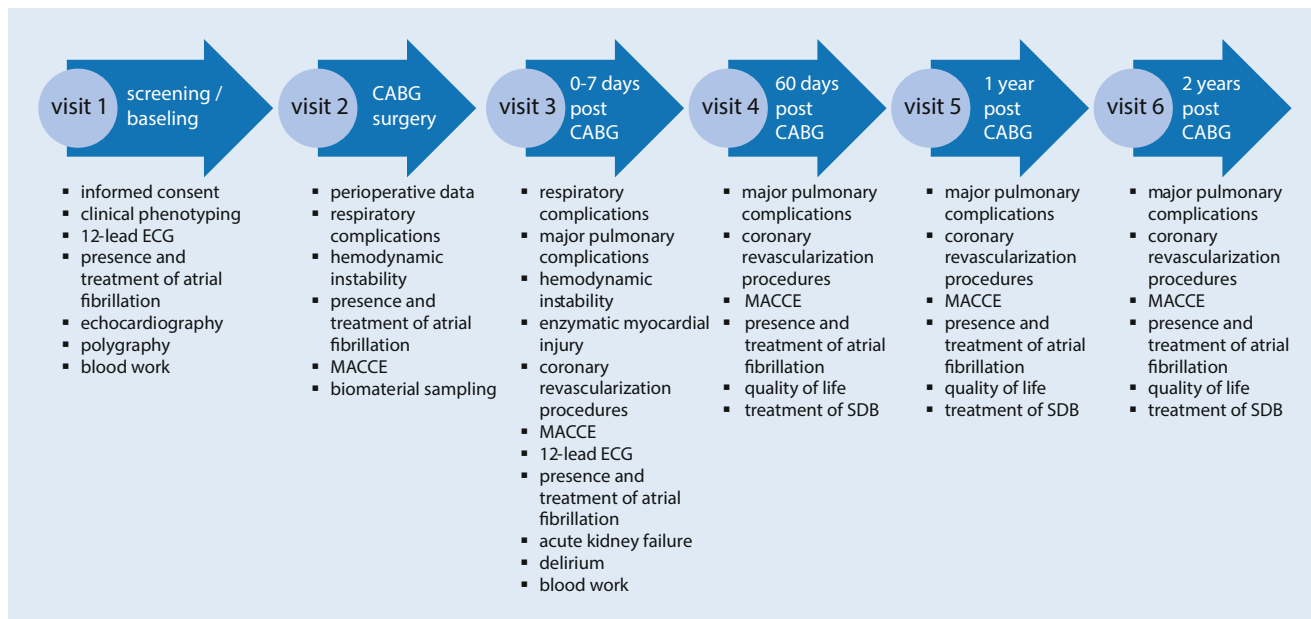 visit 1
screening /
baseling
▪ informed consent
▪ clinical phenotyping
▪ 12-lead ECG
▪ presence and
treatment of atrial
fibrillation
▪ echocardiography
▪ polygraphy
▪ blood work
visit 2
CABG
surgery
▪ perioperative data
▪ respiratory
complications
▪ hemodynamic
instability
▪ presence and
treatment of atrial
fibrillation
▪ MACCE
▪ biomaterial sampling
visit 3
0-7 days
post
CABG
▪ respiratory
complications
▪ major pulmonary
complications
▪ hemodynamic
instability
▪ enzymatic myocardial
injury
▪ coronary
revascularization
procedures
▪ MACCE
▪ 12-lead ECG
▪ presence and
treatment of atrial
fibrillation
▪ acute kidney failure
▪ delirium
▪ blood work
visit 4
60 days
post
CABG
▪ major pulmonary
complications
▪ coronary
revascularization
procedures
▪ MACCE
▪ presence and
treatment of atrial
fibrillation
▪ quality of life
▪ treatment of SDB
visit 5
1 year
post
CABG
▪ major pulmonary
complications
▪ coronary
revascularization
procedures
▪ MACCE
▪ presence and
treatment of atrial
fibrillation
▪ quality of life
▪ treatment of SDB
visit 6
2 years
post
CABG
▪ major pulmonary
complications
▪ coronary
revascularization
procedures
▪ MACCE
▪ presence and
treatment of atrial
fibrillation
▪ quality of life
▪ treatment of SDB